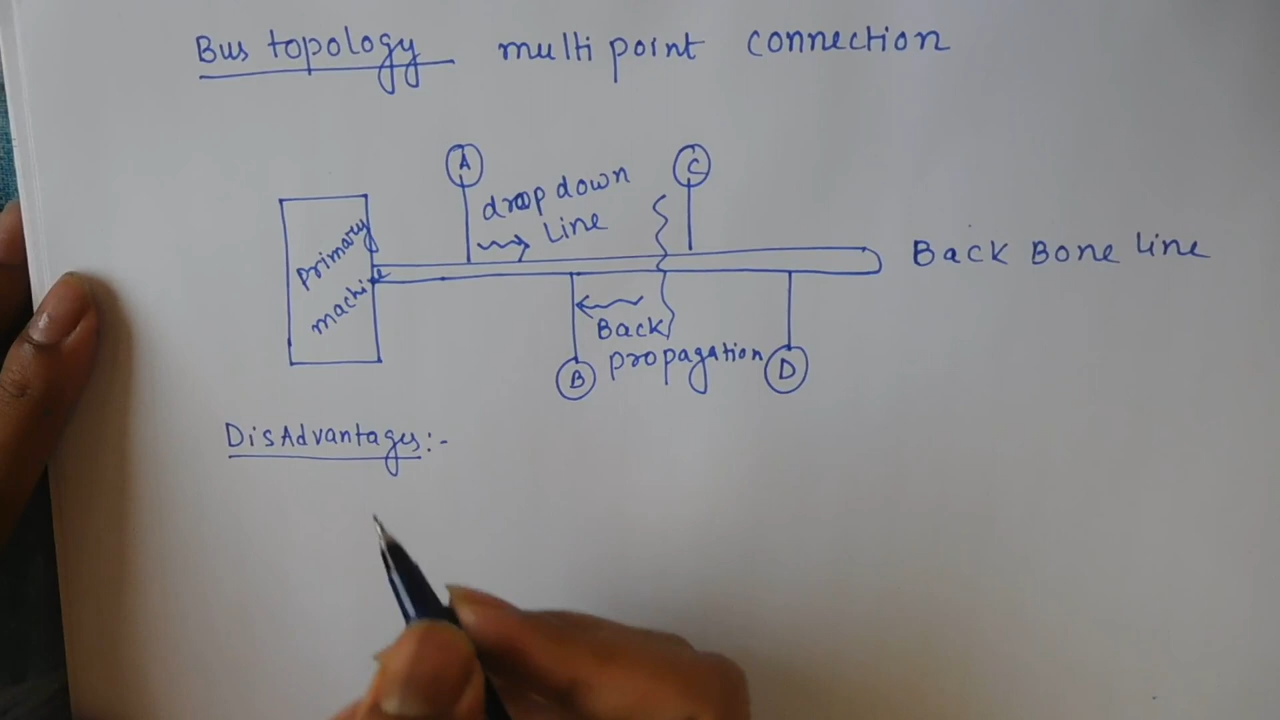 Bus topology multi point connection
A
C
drop down
Line
Primary
machine
Back Bone line
Back
propagation
B
D
DisAdvantages:-